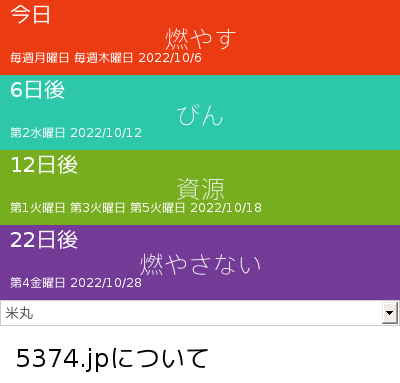 今日
燃やす
毎週月曜日 毎週木曜日 2022/10/6
6日後
びん
第2水曜日 2022/10/12
12日後
資源
第1火曜日 第3火曜日 第5火曜日 2022/10/18
22日後
燃やさない
第4金曜日 2022/10/28
米丸
5374.jpについて